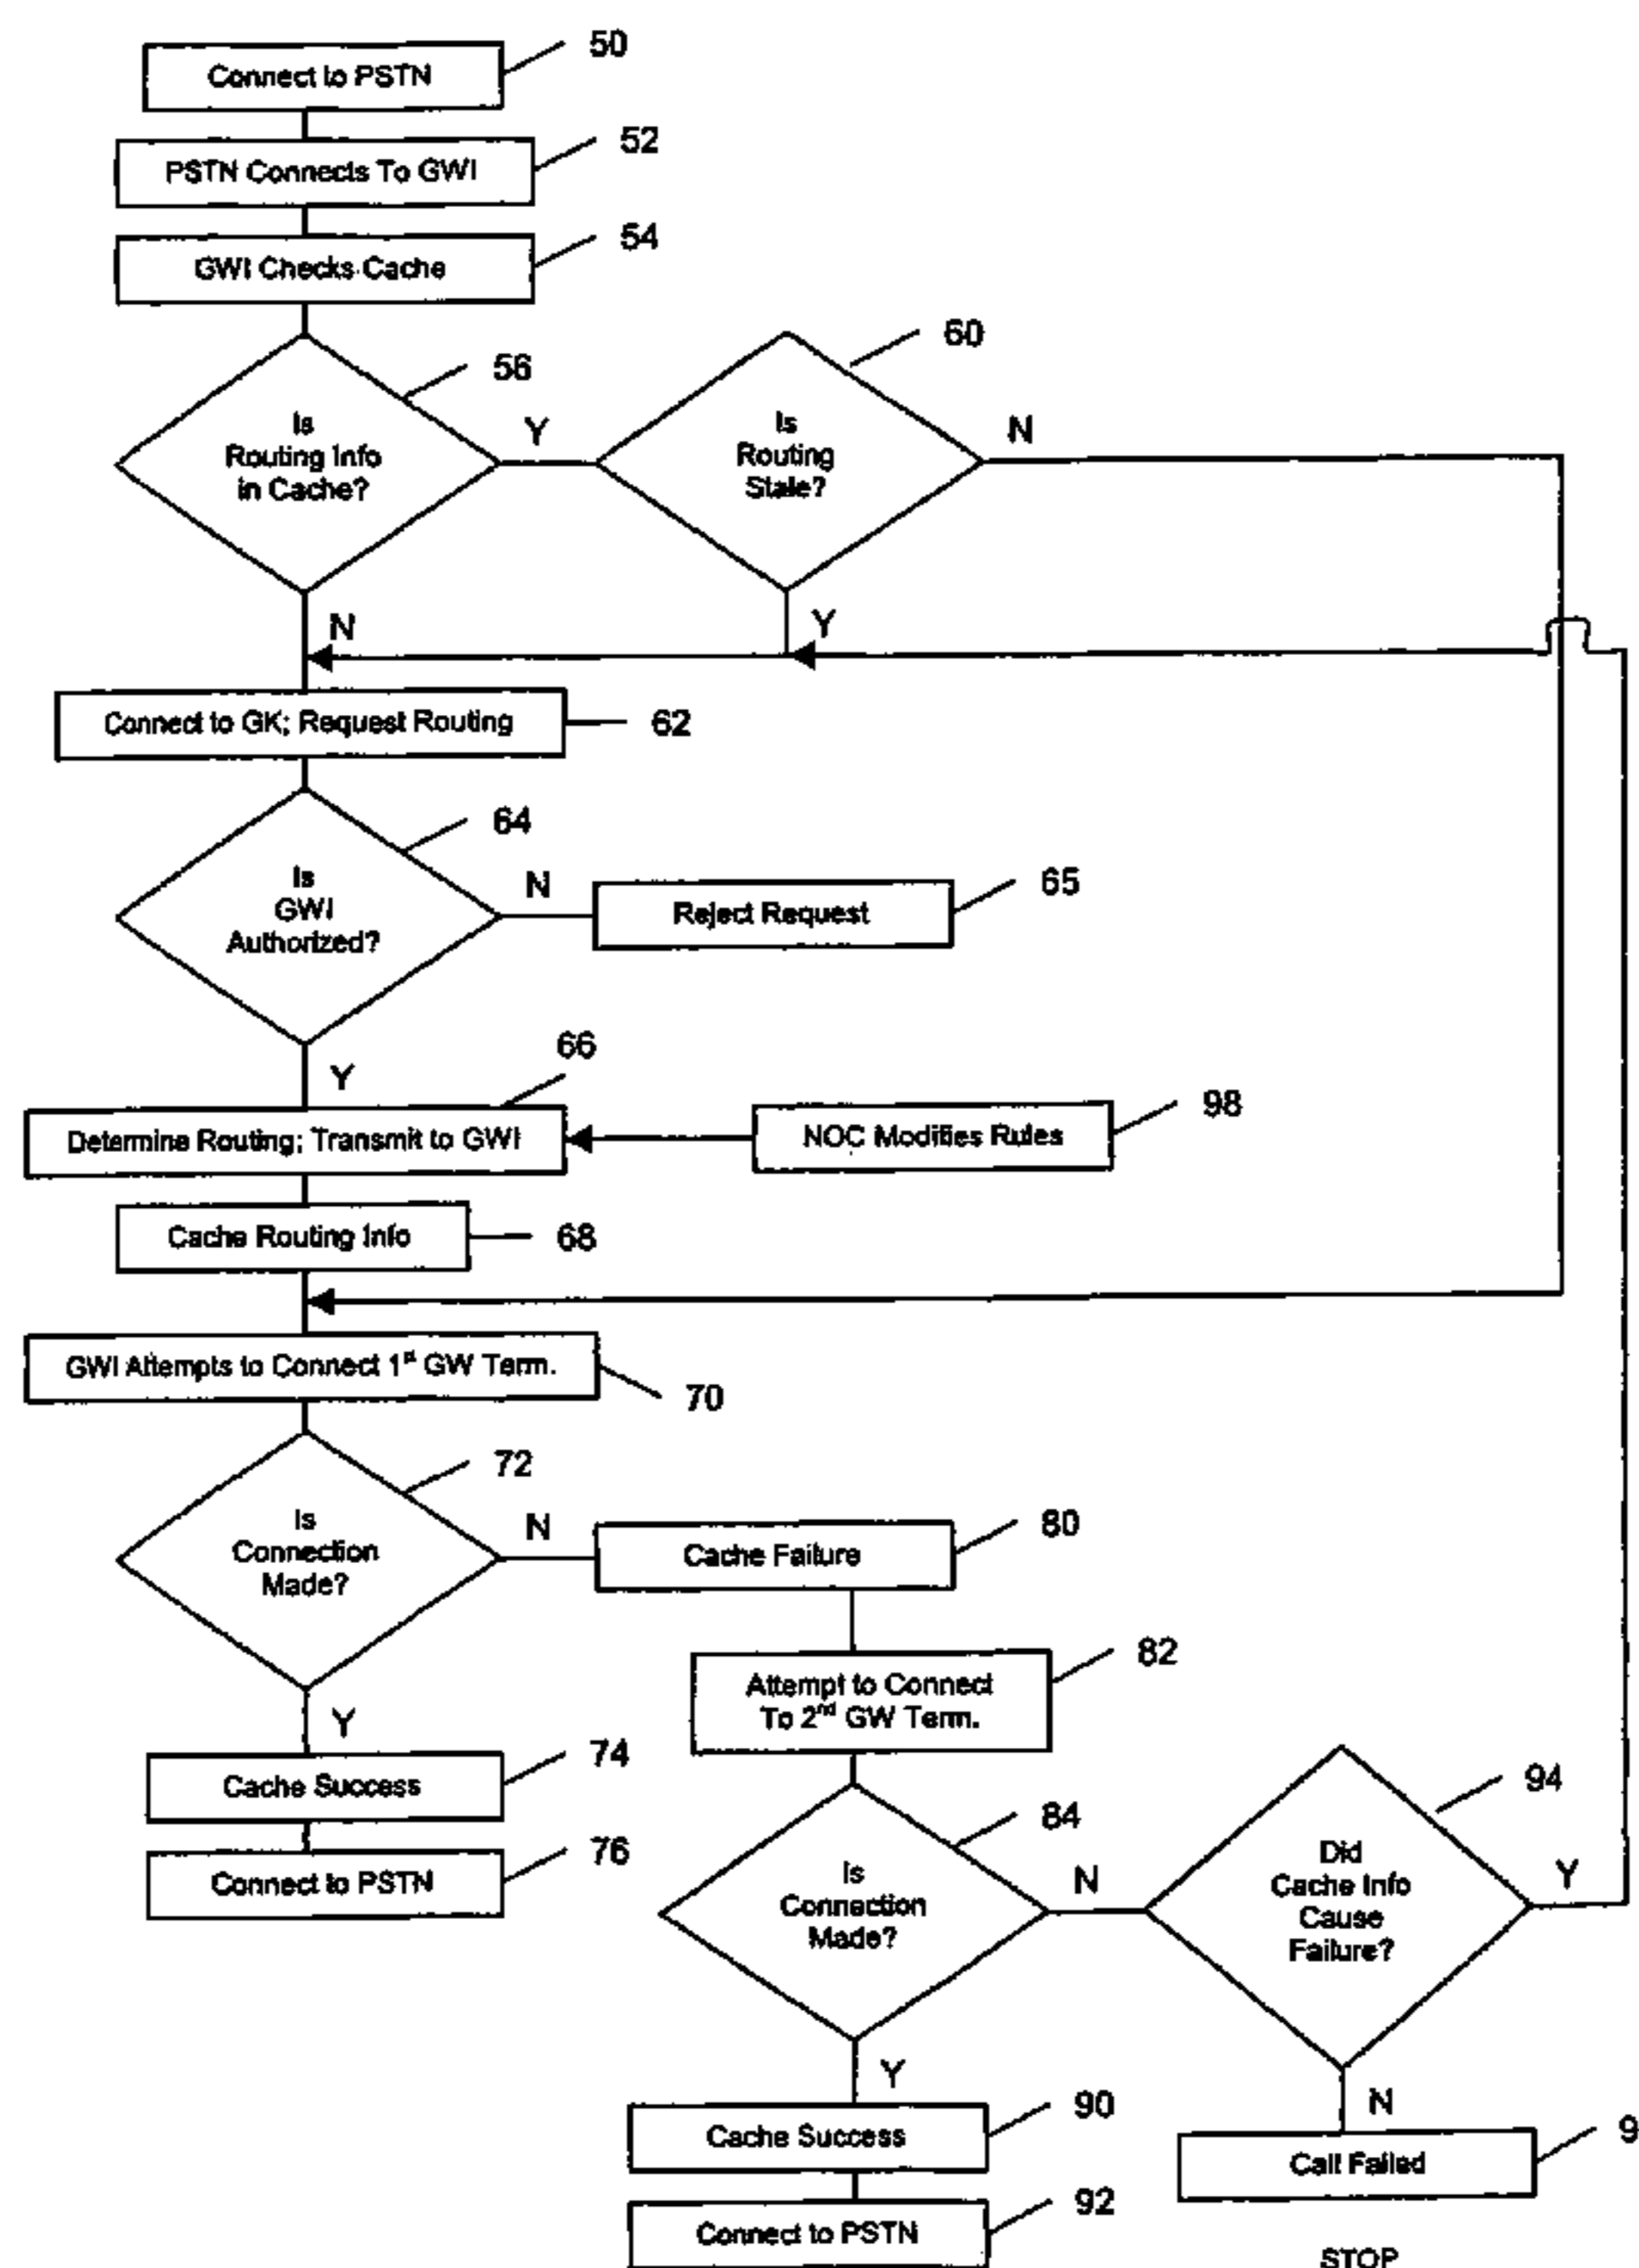 50
Connect to PSTN
52
PSTN Connects To GWI
54
GWI Checks Cache
56
Is
Routing Info
in Cache?
Y
60
Is
Routing
Stale?
N
N
Y
Connect to GK; Request Routing
62
64
Is
GWI
Authorized?
N
Reject Request
65
Y
66
Determine Routing; Transmit to GWI
NOC Modifies Rules
98
Cache Routing Info
68
GWI Attempts to Connect 1st GW Term.
70
72
Is
Connection
Made?
N
Cache Failure
80
Y
Attempt to Connect
To 2nd GW Term.
82
74
Cache Success
76
Connect to PSTN
84
Is
Connection
Made?
N
94
Did
Cache Info
Cause
Failure?
Y
Y
N
90
Cache Success
9
Call Failed
92
Connect to PSTN
STOP